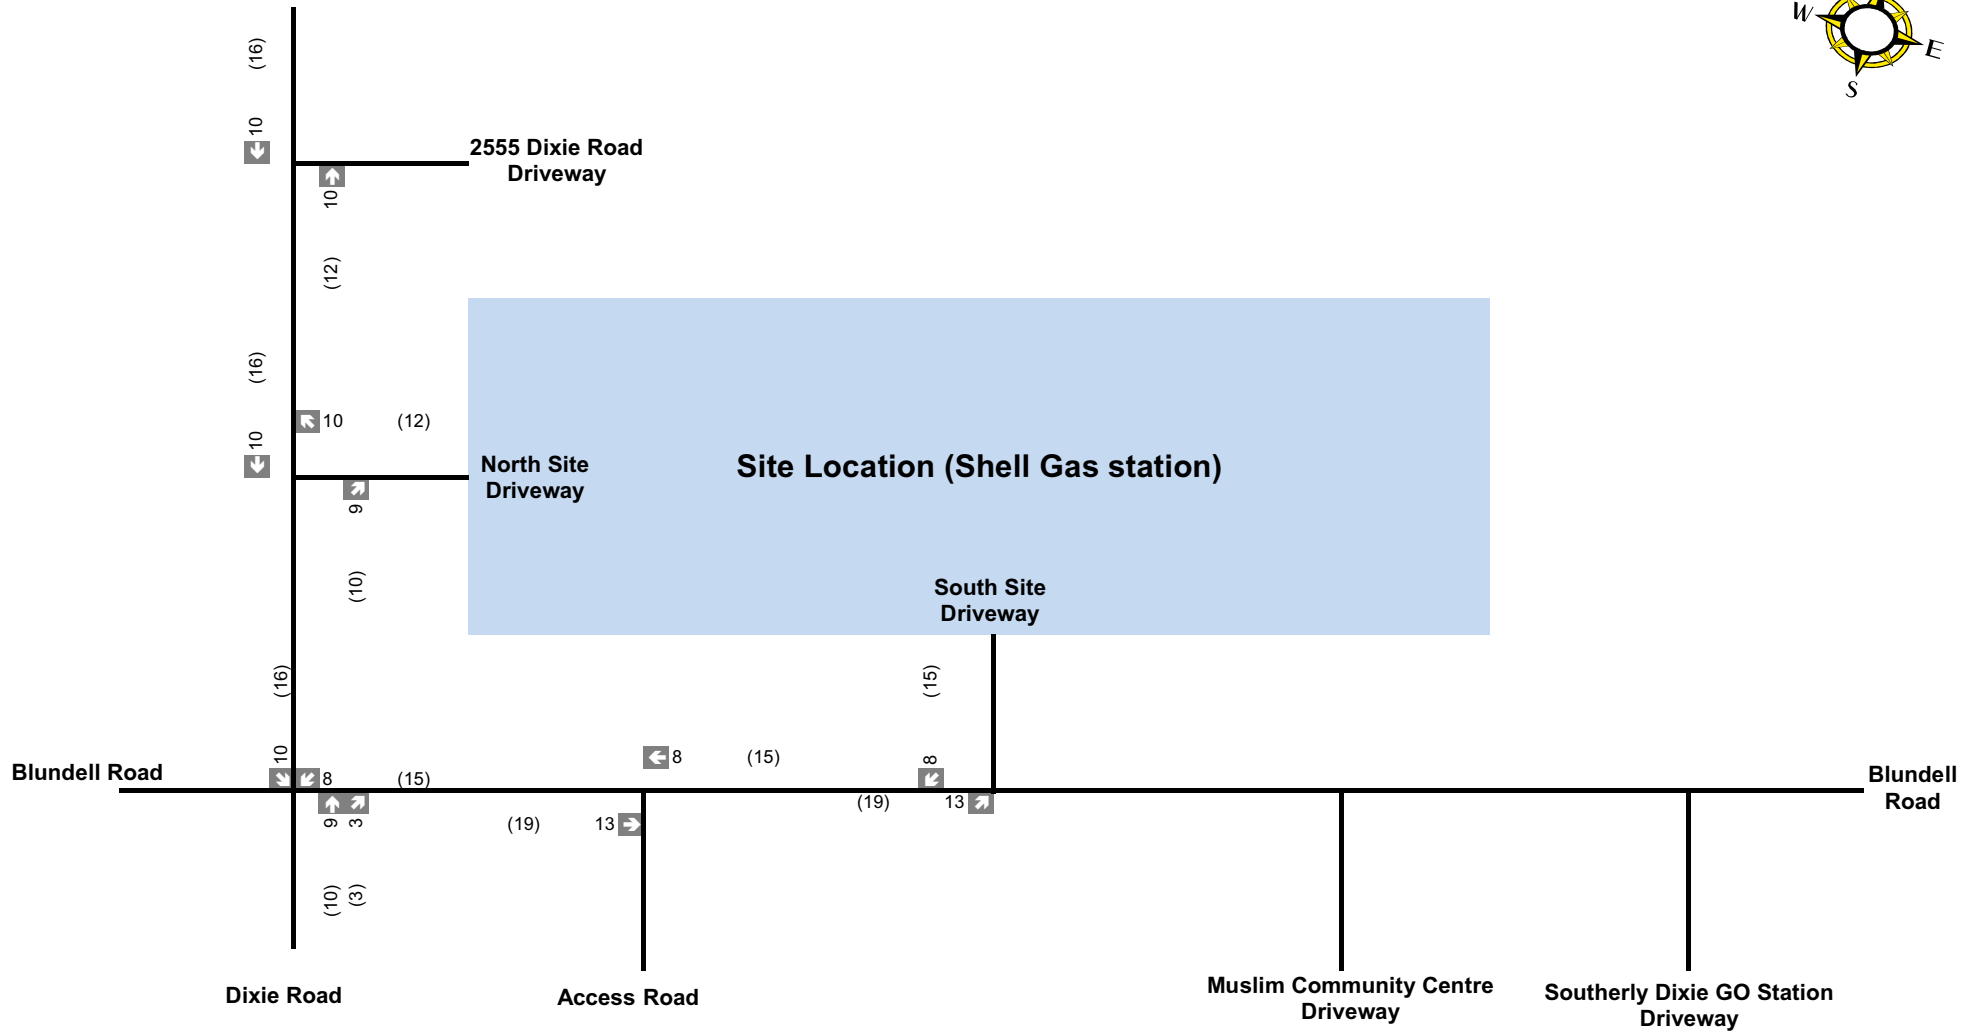 W
E
S
(16)
10
2555 Dixie Road
Driveway
10
(12)
(16)
10 (12)
10
North Site
Driveway
Site Location (Shell Gas station)
9
(10)
South Site
Driveway
(16)
(15)
10
8 (15)
8
Blundell Road
8 (15)
Blundell
Road
(19) 13
9 3
(19) 13
(10) (3)
Dixie Road
Access Road
Muslim Community Centre
Driveway
Southerly Dixie GO Station
Driveway